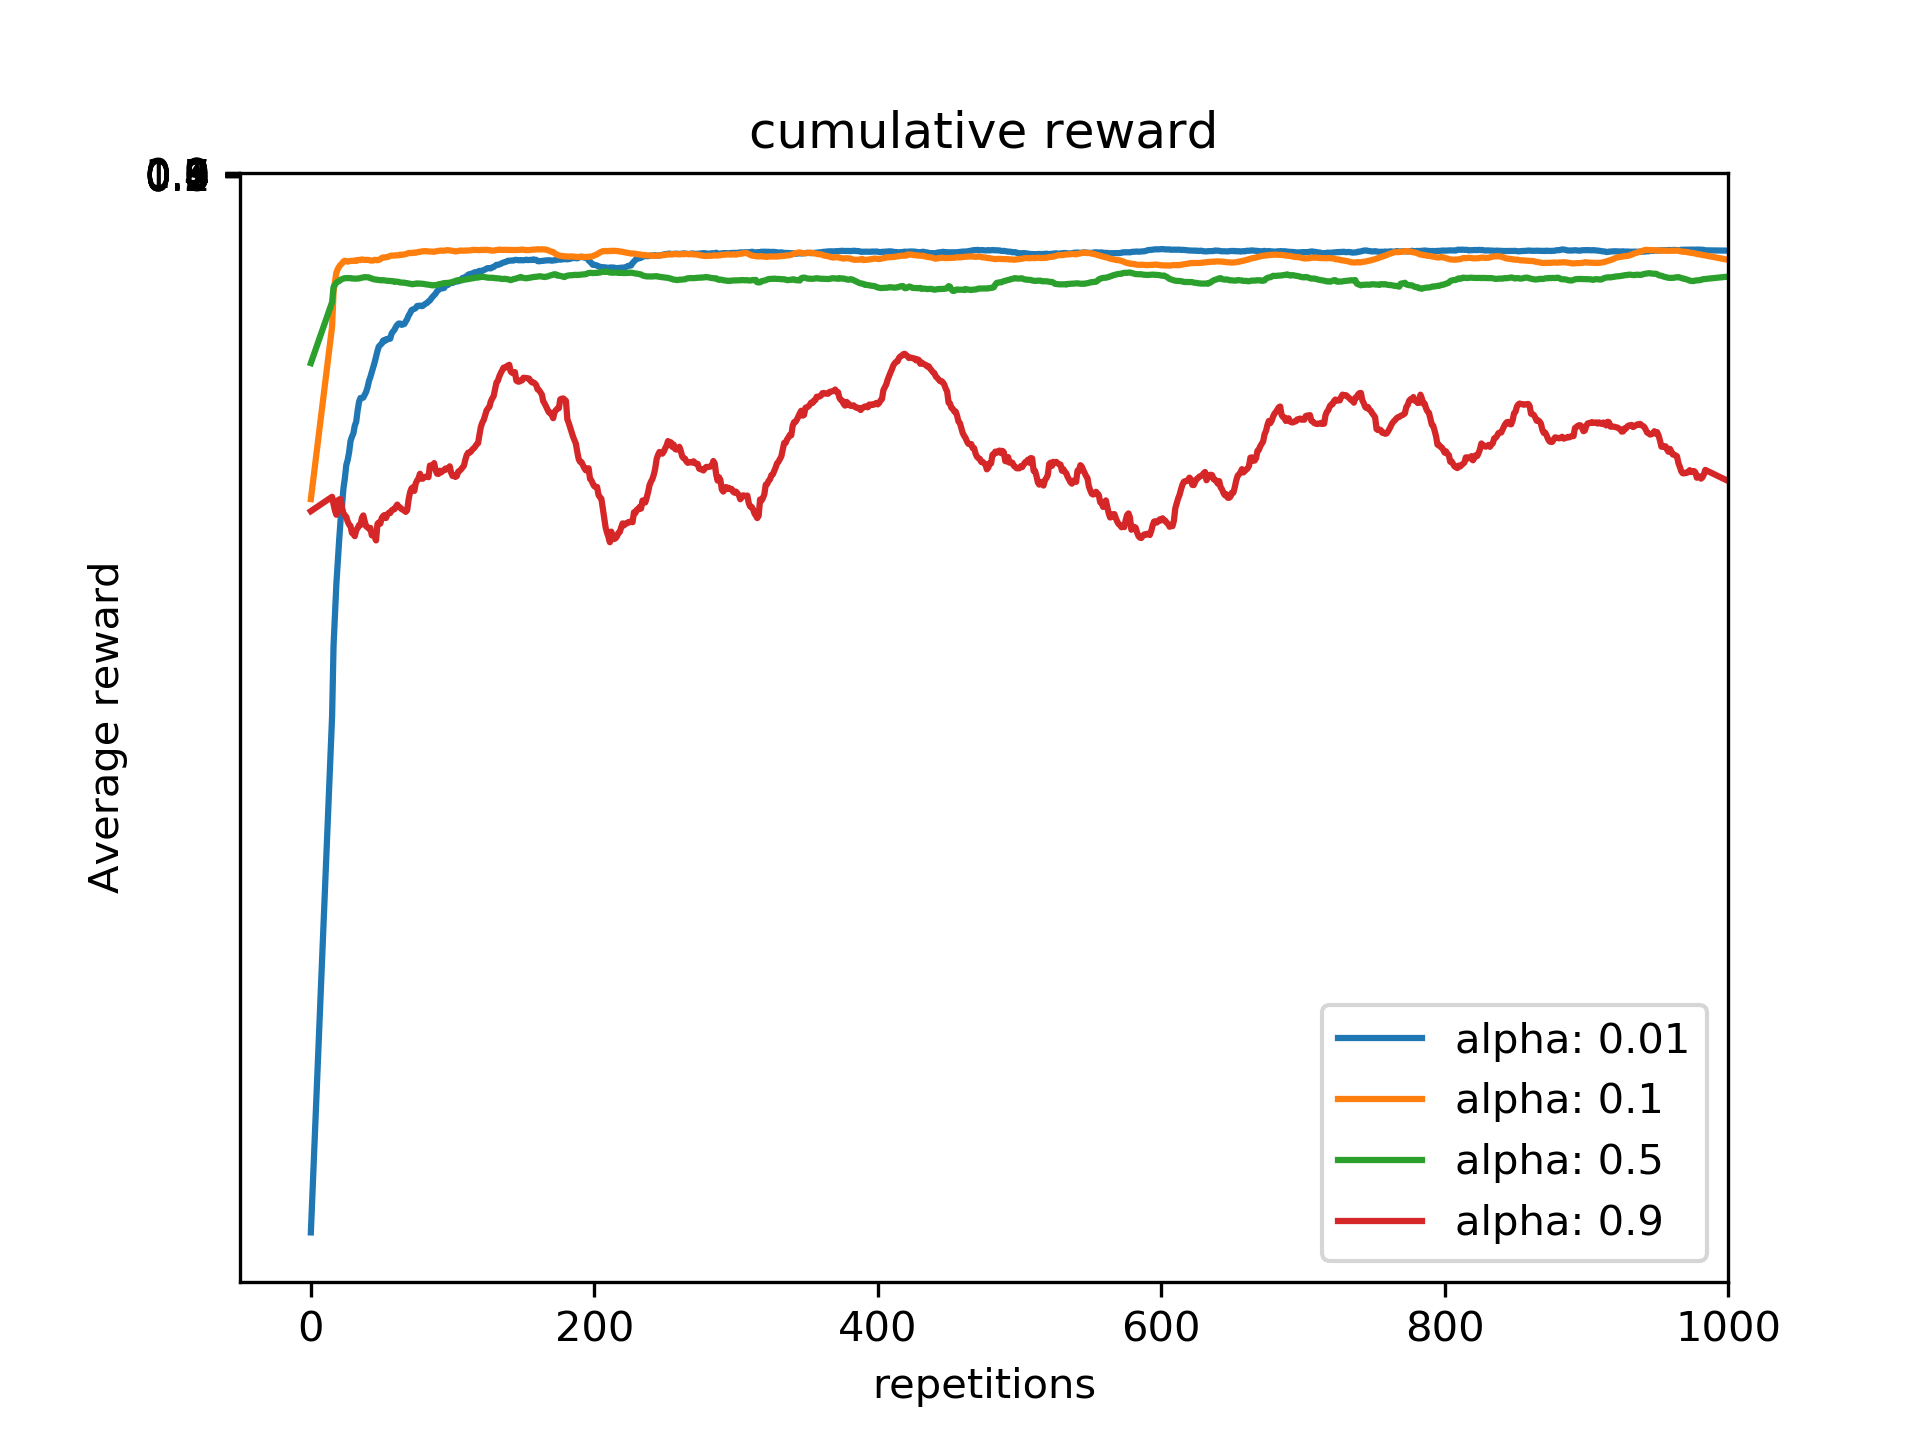 cumulative reward
Average reward
alpha: 0.01
alpha: 0.1
alpha: 0.5
alpha: 0.9
0 200 400 600 800 1000
repetitions